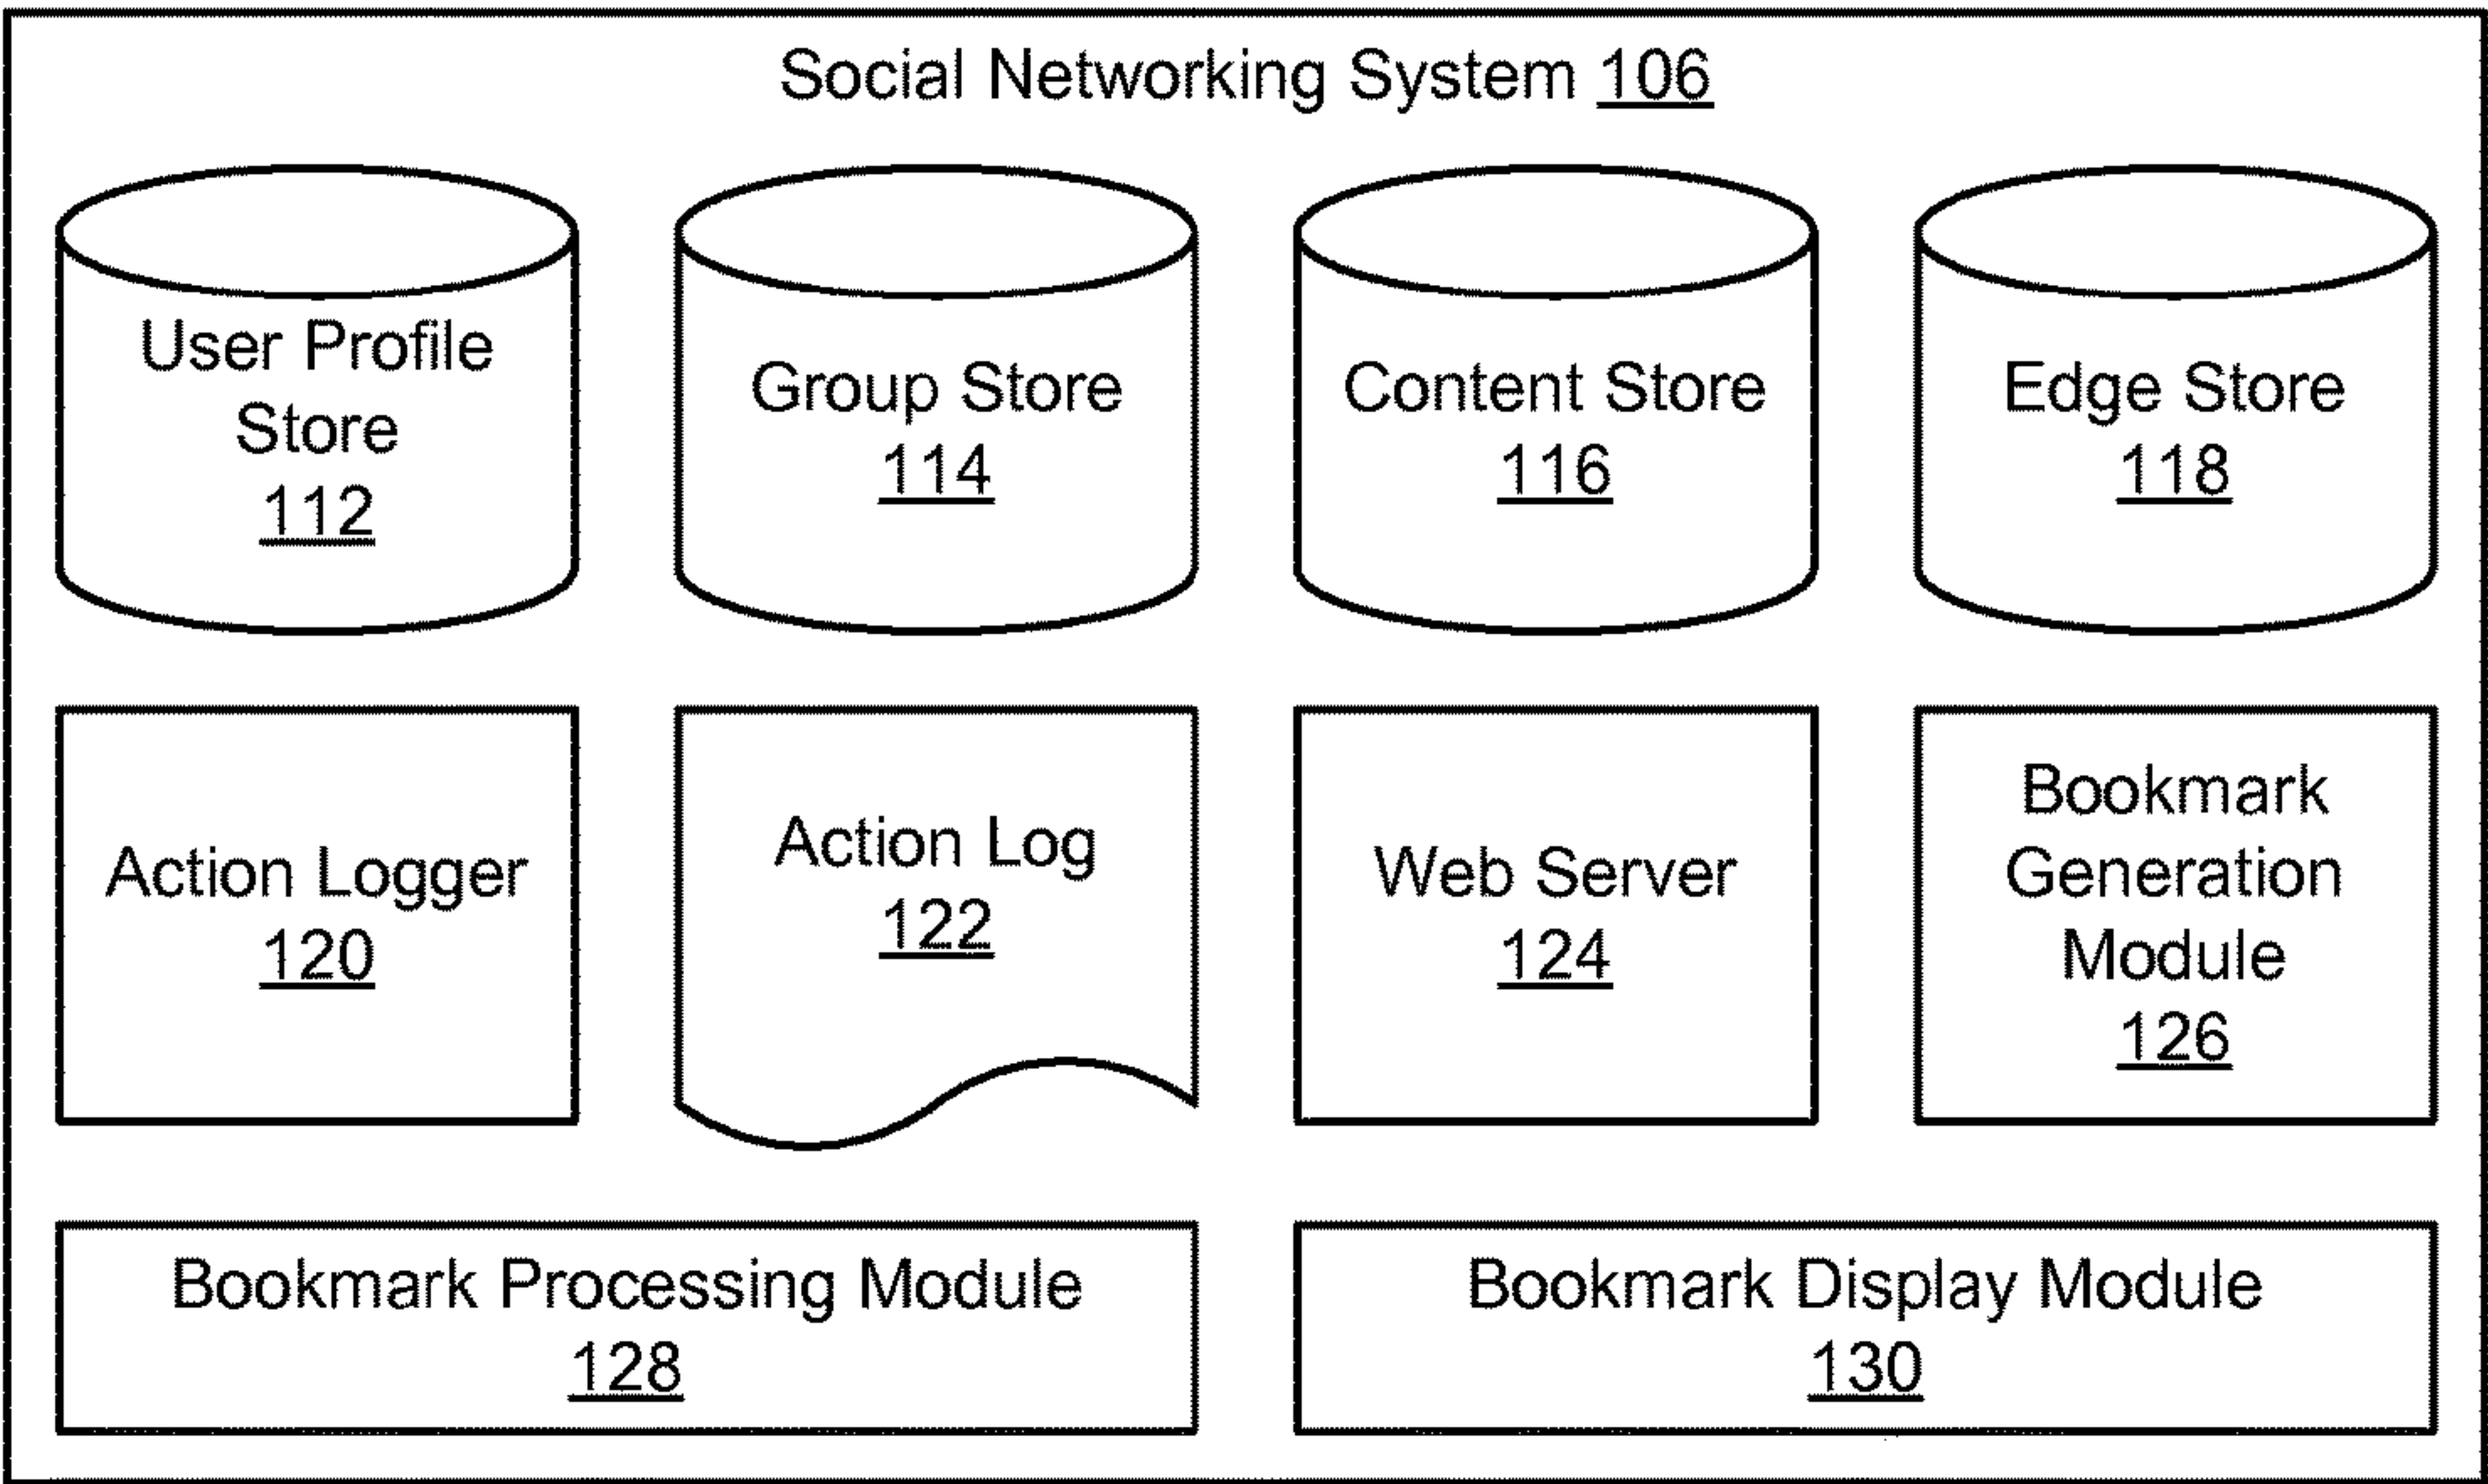 Social Networking System 106
User Profile
Store
112
Group Store
114
Content Store
116
Edge Store
118
Action Logger
120
Action Log
122
Web Server
124
Bookmark
Generation
Module
126
Bookmark Processing Module
128
Bookmark Display Module
130